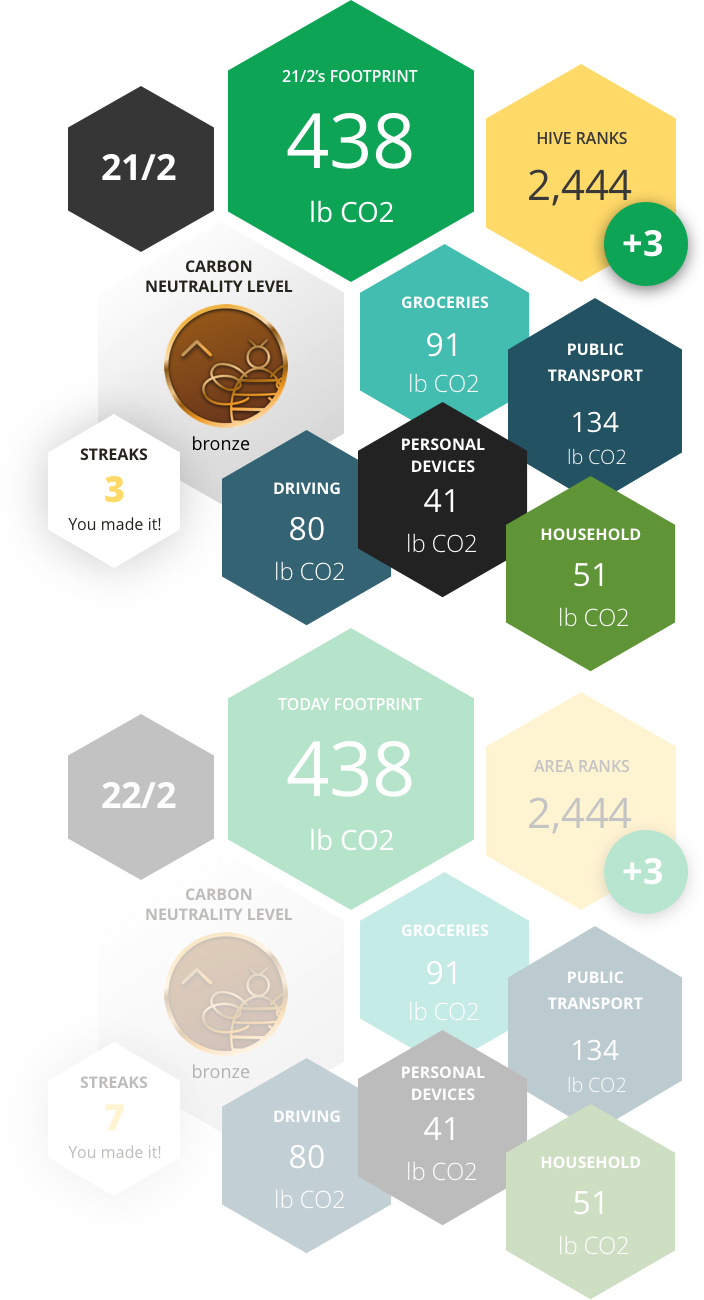 21/2's FOOTPRINT
438
lb CO2
21/2
HIVE RANKS
2,444
+3
CARBON
NEUTRALITY LEVEL
bronze
GROCERIES
91
lb CO2
PUBLIC
TRANSPORT
134
lb CO2
STREAKS
3
You made it!
DRIVING
80
lb CO2
PERSONAL
DEVICES
41
lb CO2
HOUSEHOLD
51
lb CO2
TODAY FOOTPRINT
438
lb CO2
22/2
AREA RANKS
2,444
+3
CARBON
NEUTRALITY LEVEL
bronze
GROCERIES
91
lb CO2
PUBLIC
TRANSPORT
134
lb CO2
STREAKS
7
You made it!
DRIVING
80
lb CO2
PERSONAL
DEVICES
41
lb CO2
HOUSEHOLD
51
lb CO2